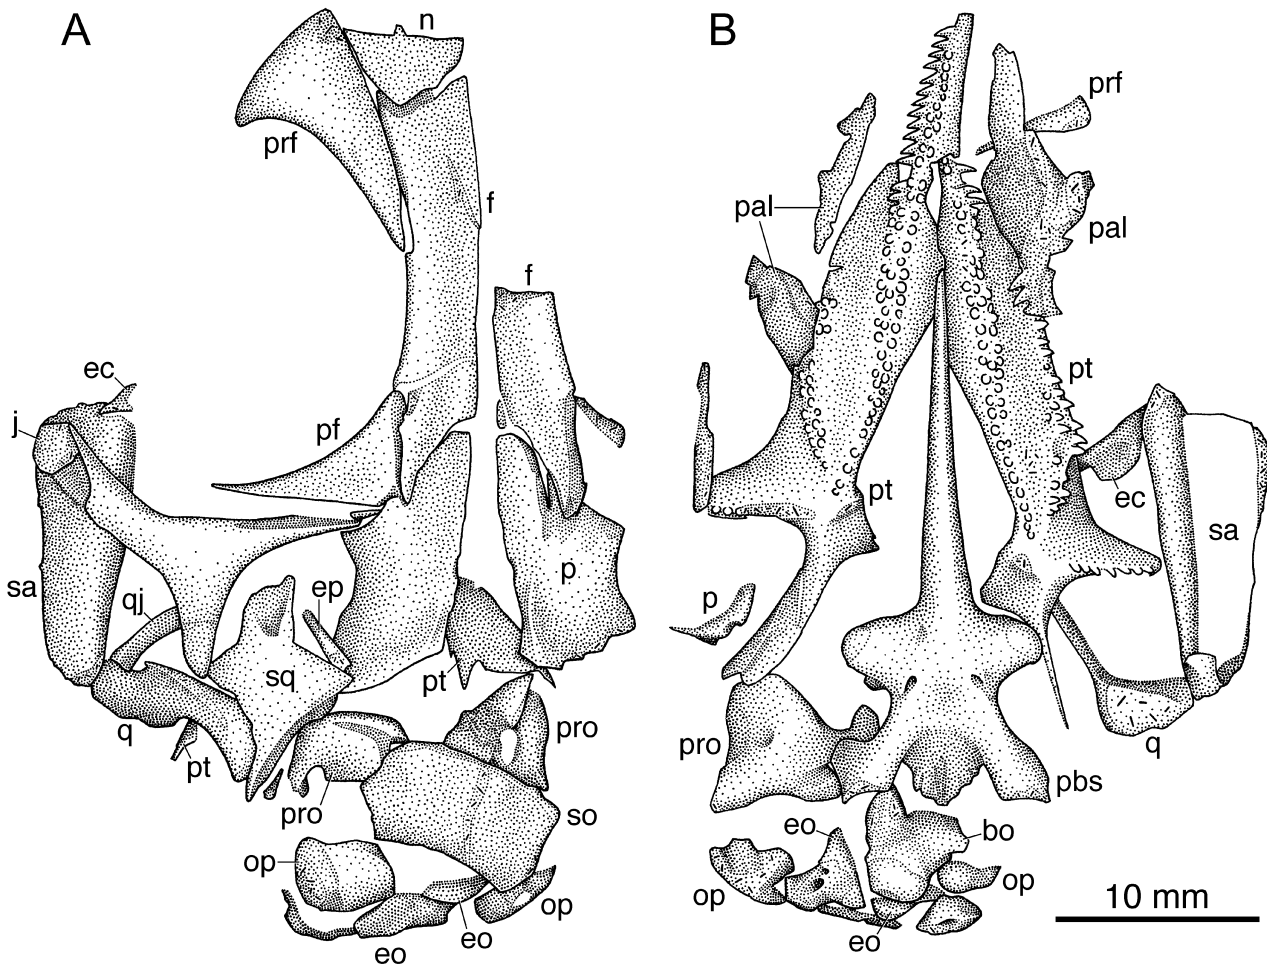 A
n
prf
f
f
ec
j
pf
sa
qj
ep
p
sq
pt
q
pt
pro
pro
so
op
op
eo
eo
B
prf
pal
pal
pt
pt
ec
sa
p
pro
q
pbs
eo
bo
op
op
eo
10 mm